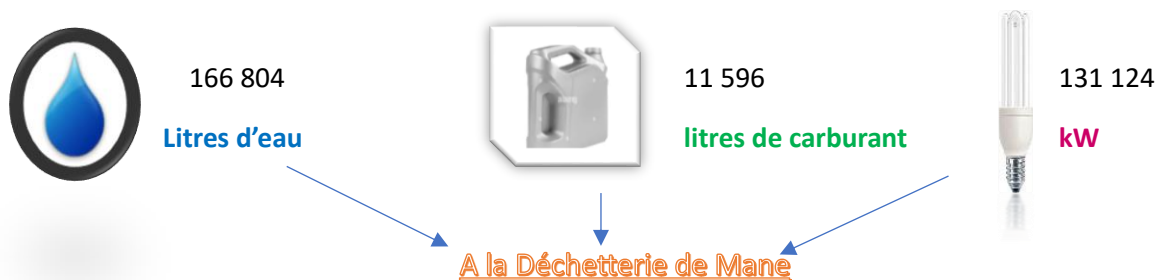 166 804
Litres d'eau
11 596
litres de carburant
131 124
kW
A la Déchetterie de Mane